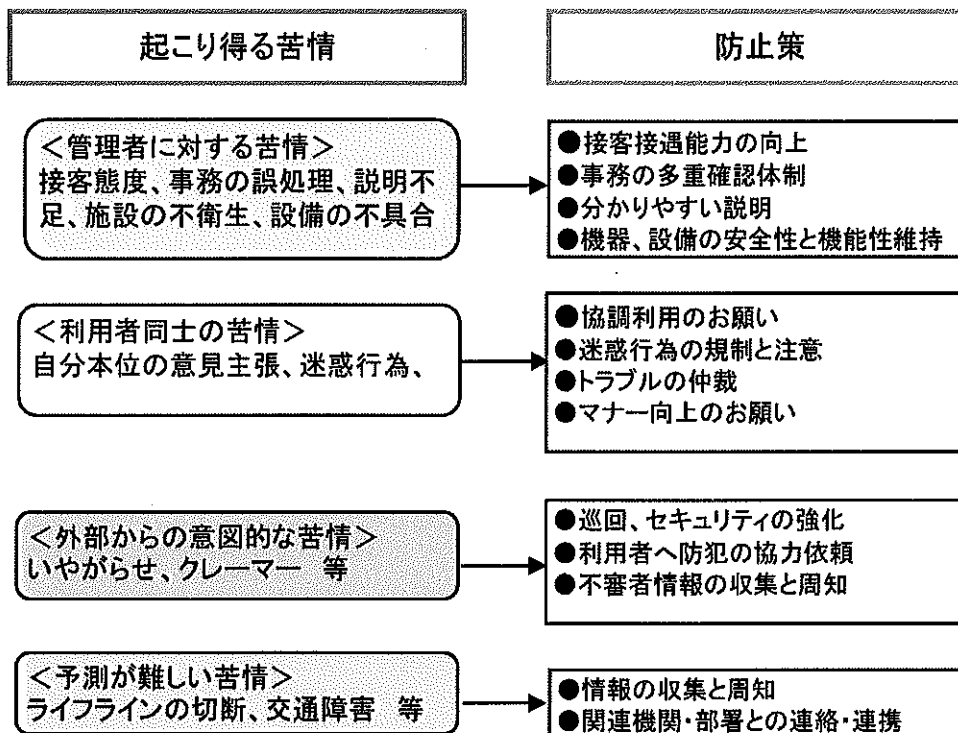 起こり得る苦情
防止策
＜管理者に対する苦情＞
接客態度、事務の誤処理、説明不
足、施設の不衛生、設備の不具合
●接客接遇能力の向上
●事務の多重確認体制
●分かりやすい説明
●機器、設備の安全性と機能性維持
＜利用者同士の苦情＞
自分本位の意見主張、迷惑行為、
●協調利用のお願い
●迷惑行為の規制と注意
●トラブルの仲裁
●マナー向上のお願い
＜外部からの意図的な苦情＞
いやがらせ、クレーマー　等
●巡回、セキュリティの強化
●利用者へ防犯の協力依頼
●不審者情報の収集と周知
＜予測が難しい苦情＞
ライフラインの切断、交通障害　等
●情報の収集と周知
●関連機関・部署との連絡・連携